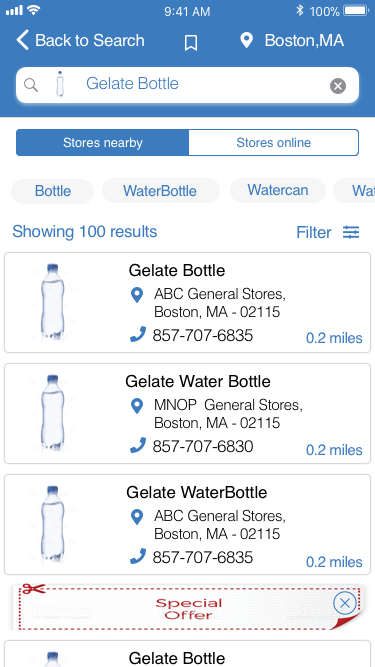 9:41 AM 100%
Back to Search Boston,MA
Gelate Bottle
Stores nearby Stores online
Bottle WaterBottle Watercan Wat
Showing 100 results Filter
Gelate Bottle
ABC General Stores,
Boston, MA - 02115
857-707-6835 0.2 miles
Gelate Water Bottle
MNOP General Stores,
Boston, MA - 02115
857-707-6830 0.2 miles
Gelate WaterBottle
ABC General Stores,
Boston, MA - 02115
857-707-6835 0.2 miles
Special
Offer
Gelate Bottle